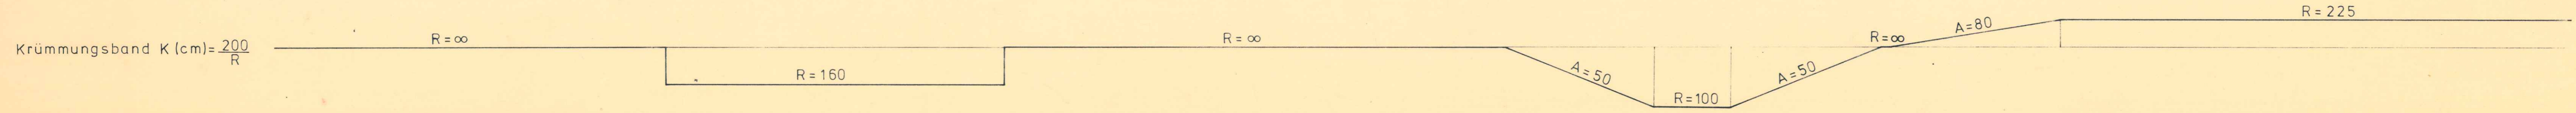 Krümmungsband K (cm)= 200
R
R = ∞
R = 160
R = ∞
A = 50
R = 100
A = 50
R = ∞
A = 80
R = 225